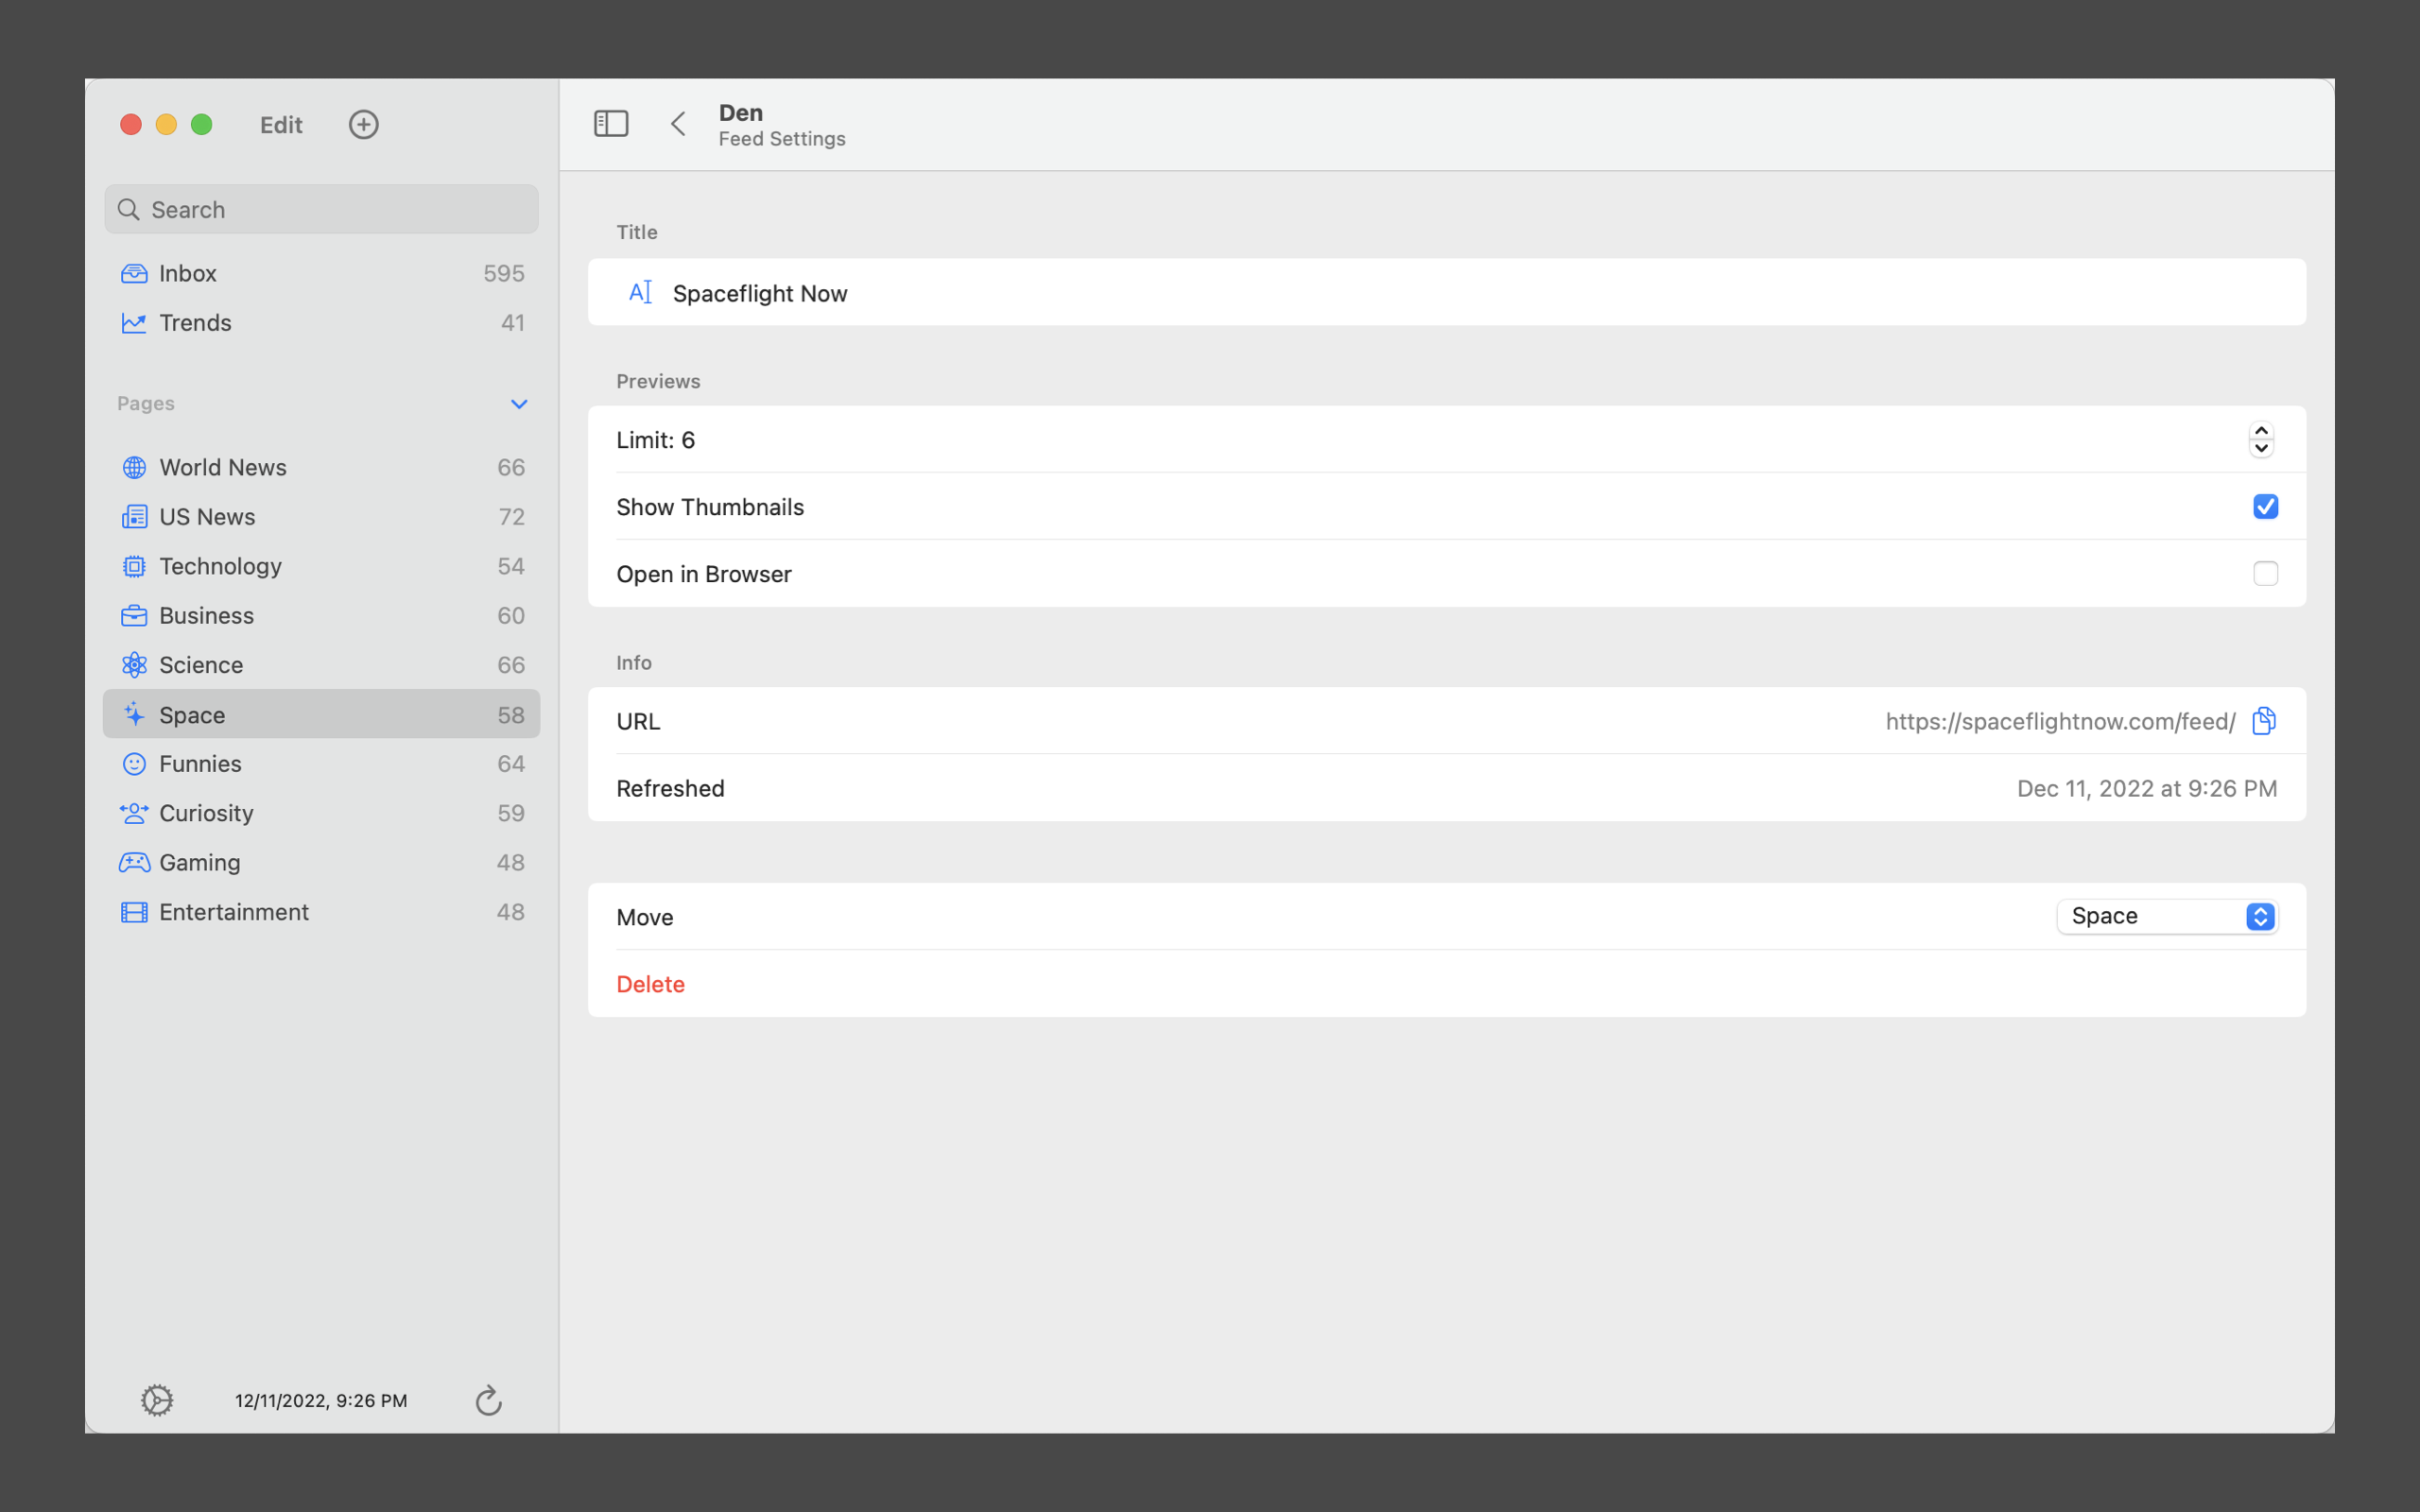 Edit
Den
Feed Settings
Search
Inbox 595
Trends 41
Pages
World News 66
US News 72
Technology 54
Business 60
Science 66
Space 58
Funnies 64
Curiosity 59
Gaming 48
Entertainment 48
12/11/2022, 9:26 PM
Title
Spaceflight Now
Previews
Limit: 6
Show Thumbnails
Open in Browser
Info
URL https://spaceflightnow.com/feed/
Refreshed Dec 11, 2022 at 9:26 PM
Move Space
Delete